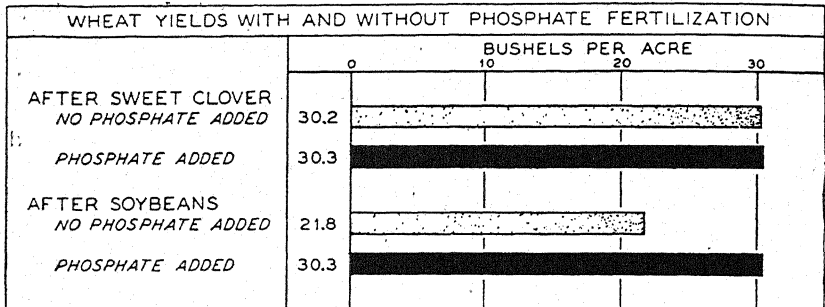 WHEAT YIELDS WITH AND WITHOUT PHOSPHATE FERTILIZATION
BUSHELS PER ACRE
0 10 20 30
AFTER SWEET CLOVER
NO PHOSPHATE ADDED 30.2
PHOSPHATE ADDED 30.3
AFTER SOYBEANS
NO PHOSPHATE ADDED 21.8
PHOSPHATE ADDED 30.3